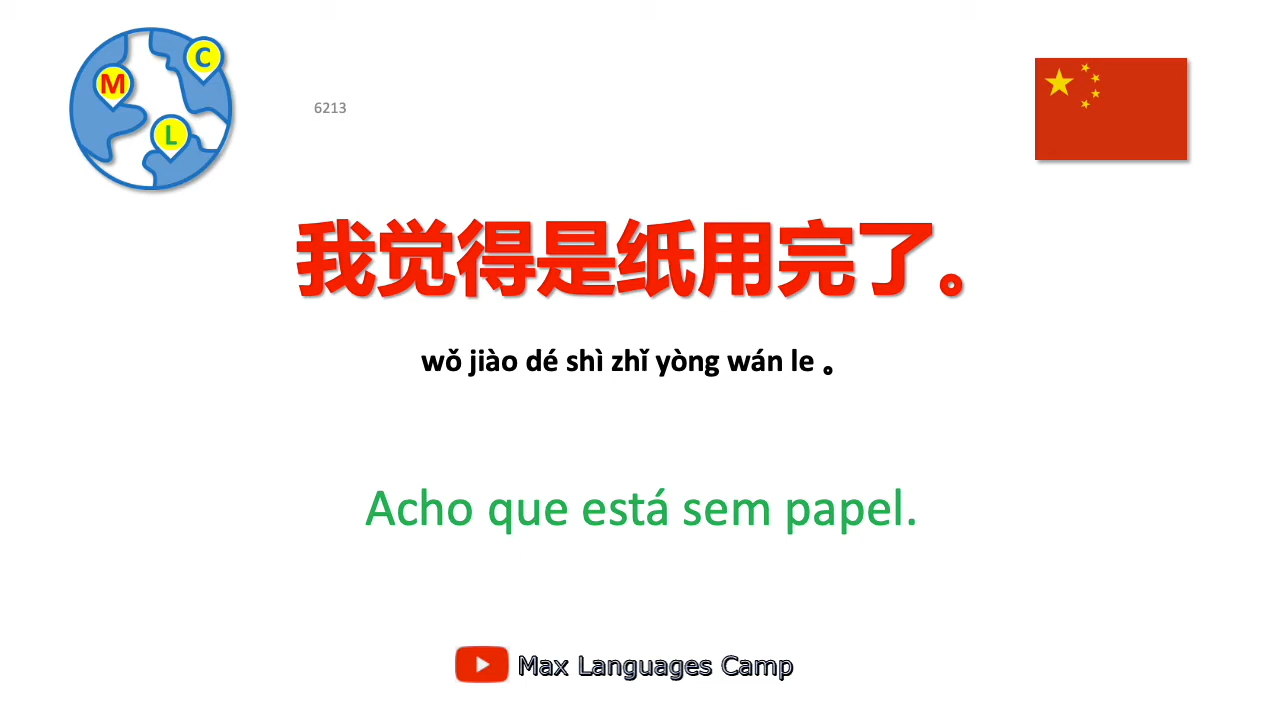 M
C
L
6213
我觉得是纸用完了。
wǒ jiào dé shì zhǐ yòng wán le 。
Acho que está sem papel.
Max Languages Camp